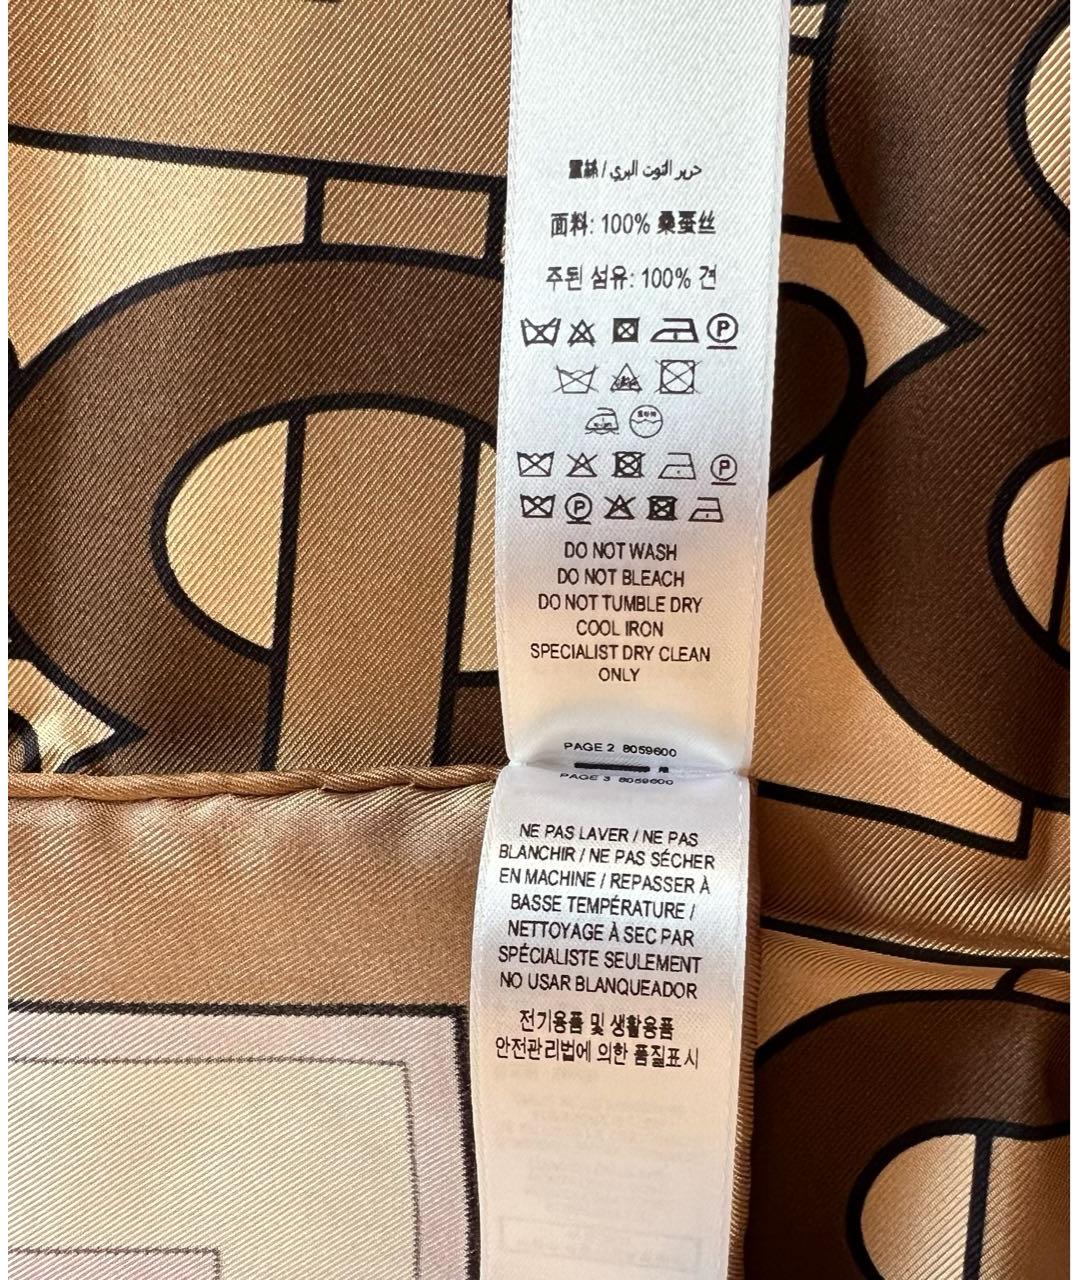 حرير التوت البري / 蠶絲
面料: 100% 桑蚕丝
주된 섬유: 100% 견
DO NOT WASH
DO NOT BLEACH
DO NOT TUMBLE DRY
COOL IRON
SPECIALIST DRY CLEAN
ONLY
PAGE 2 8059600
PAGE 3 8059600
NE PAS LAVER / NE PAS
BLANCHIR / NE PAS SÉCHER
EN MACHINE / REPASSER À
BASSE TEMPÉRATURE /
NETTOYAGE À SEC PAR
SPÉCIALISTE SEULEMENT
NO USAR BLANQUEADOR
전기용품 및 생활용품
안전관리법에 의한 품질표시